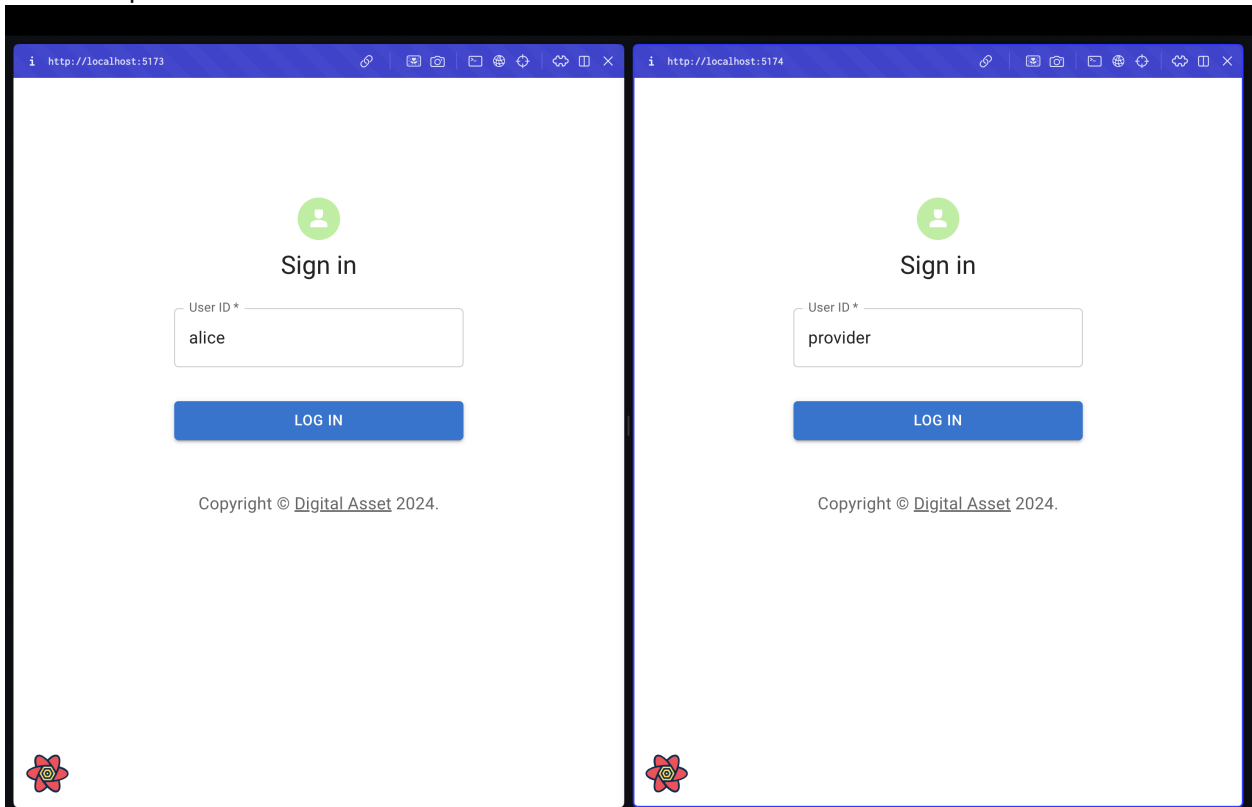 i http://localhost:5173
Sign in
User ID *
alice
LOG IN
Copyright © Digital Asset 2024.
i http://localhost:5174
Sign in
User ID *
provider
LOG IN
Copyright © Digital Asset 2024.